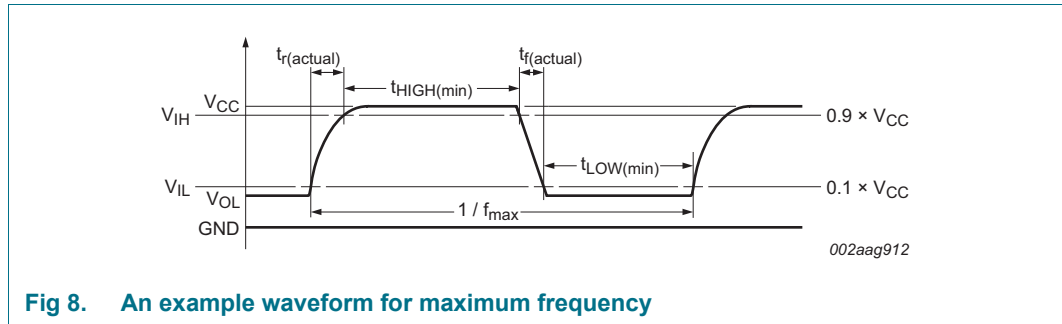 tr(actual)
tf(actual)
tHIGH(min)
VCC
VIH
0.9 × VCC
tLOW(min)
VIL
0.1 × VCC
VOL
1 / fmax
GND
002aag912
Fig 8. An example waveform for maximum frequency